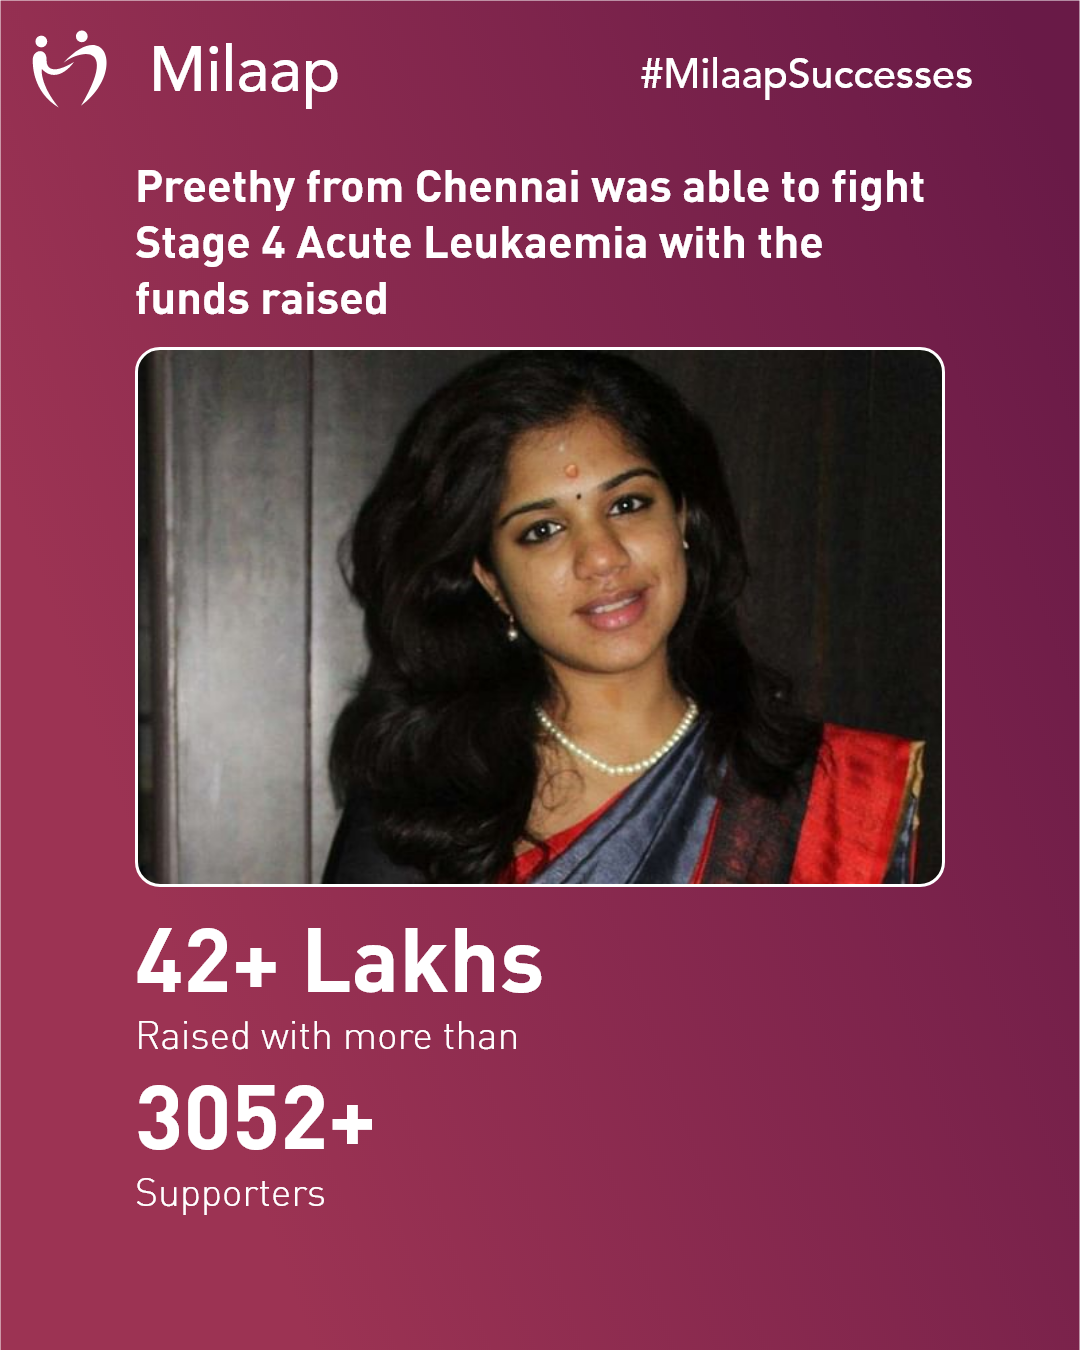 Milaap
#MilaapSuccesses
Preethy from Chennai was able to fight
Stage 4 Acute Leukaemia with the
funds raised
42+ Lakhs
Raised with more than
3052+
Supporters